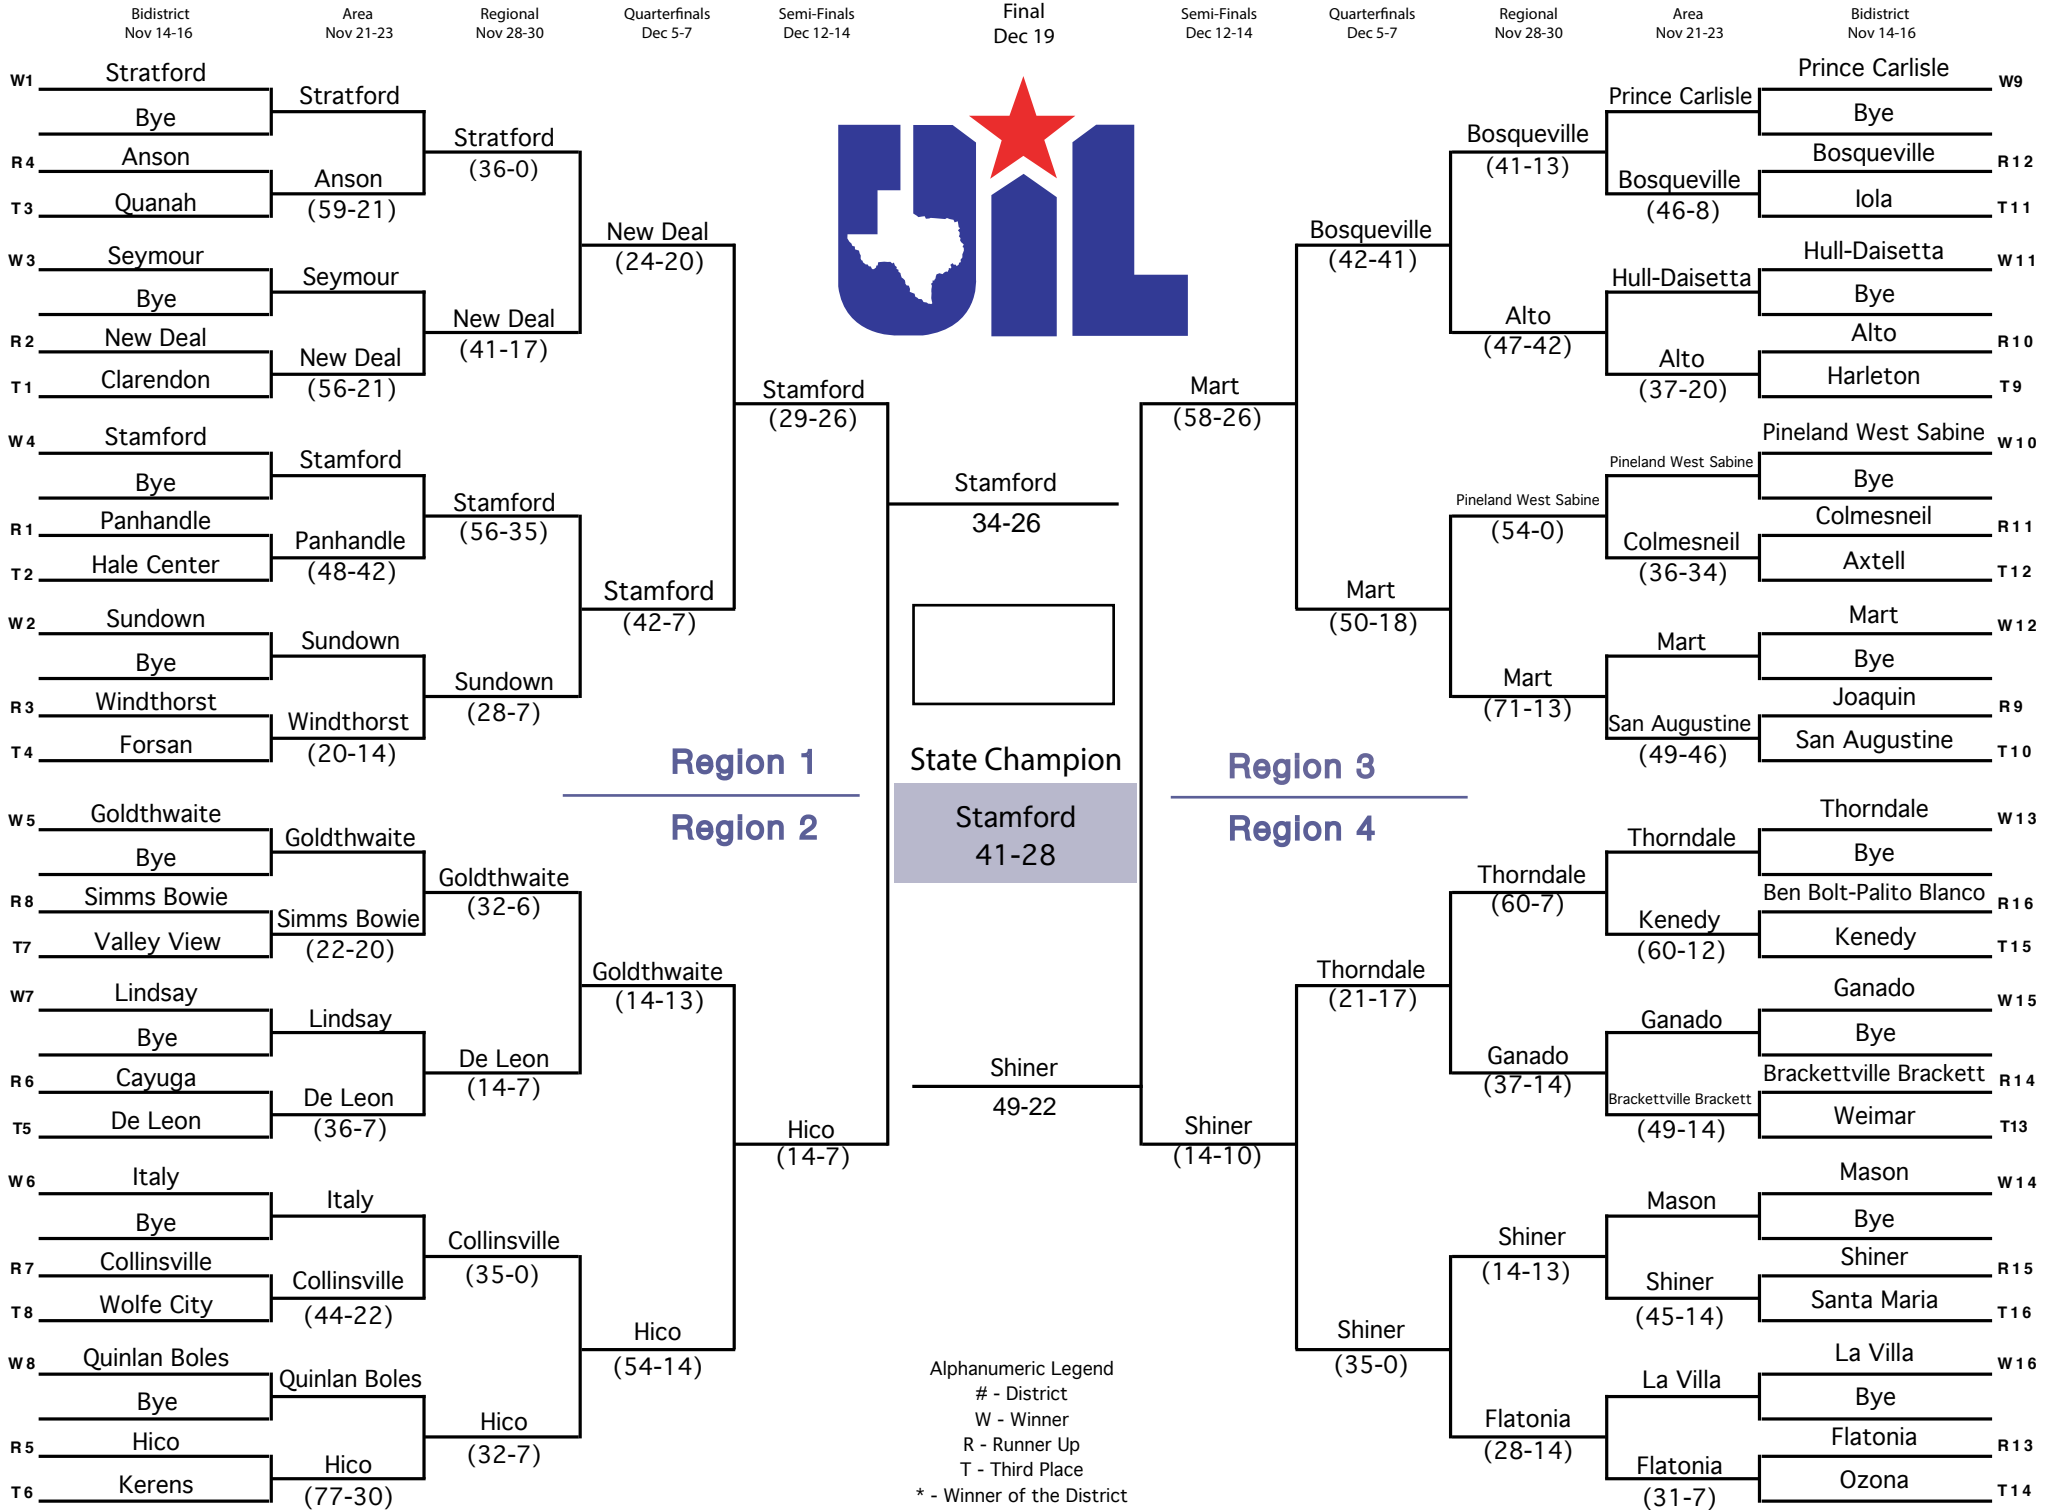 Bidistrict
Nov 14-16
Area
Nov 21-23
Regional
Nov 28-30
Quarterfinals
Dec 5-7
Semi-Finals
Dec 12-14
Final
Dec 19
Semi-Finals
Dec 12-14
Quarterfinals
Dec 5-7
Regional
Nov 28-30
Area
Nov 21-23
Bidistrict
Nov 14-16
W1
Stratford
Bye
R4
Anson
T3
Quanah
W3
Seymour
Bye
R2
New Deal
T1
Clarendon
W4
Stamford
Bye
R1
Panhandle
T2
Hale Center
W2
Sundown
Bye
R3
Windthorst
T4
Forsan
W5
Goldthwaite
Bye
R8
Simms Bowie
T7
Valley View
W7
Lindsay
Bye
R6
Cayuga
T5
De Leon
W6
Italy
Bye
R7
Collinsville
T8
Wolfe City
W8
Quinlan Boles
Bye
R5
Hico
T6
Kerens
Stratford
Anson
(59-21)
Seymour
New Deal
(56-21)
Stamford
Panhandle
(48-42)
Sundown
Windthorst
(20-14)
Goldthwaite
Simms Bowie
(22-20)
Lindsay
De Leon
(36-7)
Italy
Collinsville
(44-22)
Quinlan Boles
Hico
(77-30)
Stratford
(36-0)
New Deal
(41-17)
Stamford
(56-35)
Sundown
(28-7)
Goldthwaite
(32-6)
De Leon
(14-7)
Collinsville
(35-0)
Hico
(32-7)
New Deal
(24-20)
Stamford
(42-7)
Goldthwaite
(14-13)
Hico
(54-14)
Stamford
(29-26)
Hico
(14-7)
Region 1
Region 2
UIL
Stamford
34-26
State Champion
Stamford
41-28
Shiner
49-22
Alphanumeric Legend
# - District
W - Winner
R - Runner Up
T - Third Place
* - Winner of the District
Region 3
Region 4
Mart
(58-26)
Shiner
(14-10)
Bosqueville
(42-41)
Mart
(50-18)
Thorndale
(21-17)
Shiner
(35-0)
Bosqueville
(41-13)
Alto
(47-42)
Pineland West Sabine
(54-0)
Mart
(71-13)
Thorndale
(60-7)
Ganado
(37-14)
Shiner
(14-13)
Flatonia
(28-14)
Prince Carlisle
Bosqueville
(46-8)
Hull-Daisetta
Alto
(37-20)
Pineland West Sabine
Colmesneil
(36-34)
Mart
San Augustine
(49-46)
Thorndale
Kenedy
(60-12)
Ganado
Brackettville Brackett
(49-14)
Mason
Shiner
(45-14)
La Villa
Flatonia
(31-7)
Prince Carlisle
W9
Bye
Bosqueville
R12
Iola
T11
Hull-Daisetta
W11
Bye
Alto
R10
Harleton
T9
Pineland West Sabine
W10
Bye
Colmesneil
R11
Axtell
T12
Mart
W12
Bye
Joaquin
R9
San Augustine
T10
Thorndale
W13
Bye
Ben Bolt-Palito Blanco
R16
Kenedy
T15
Ganado
W15
Bye
Brackettville Brackett
R14
Weimar
T13
Mason
W14
Bye
Shiner
R15
Santa Maria
T16
La Villa
W16
Bye
Flatonia
R13
Ozona
T14